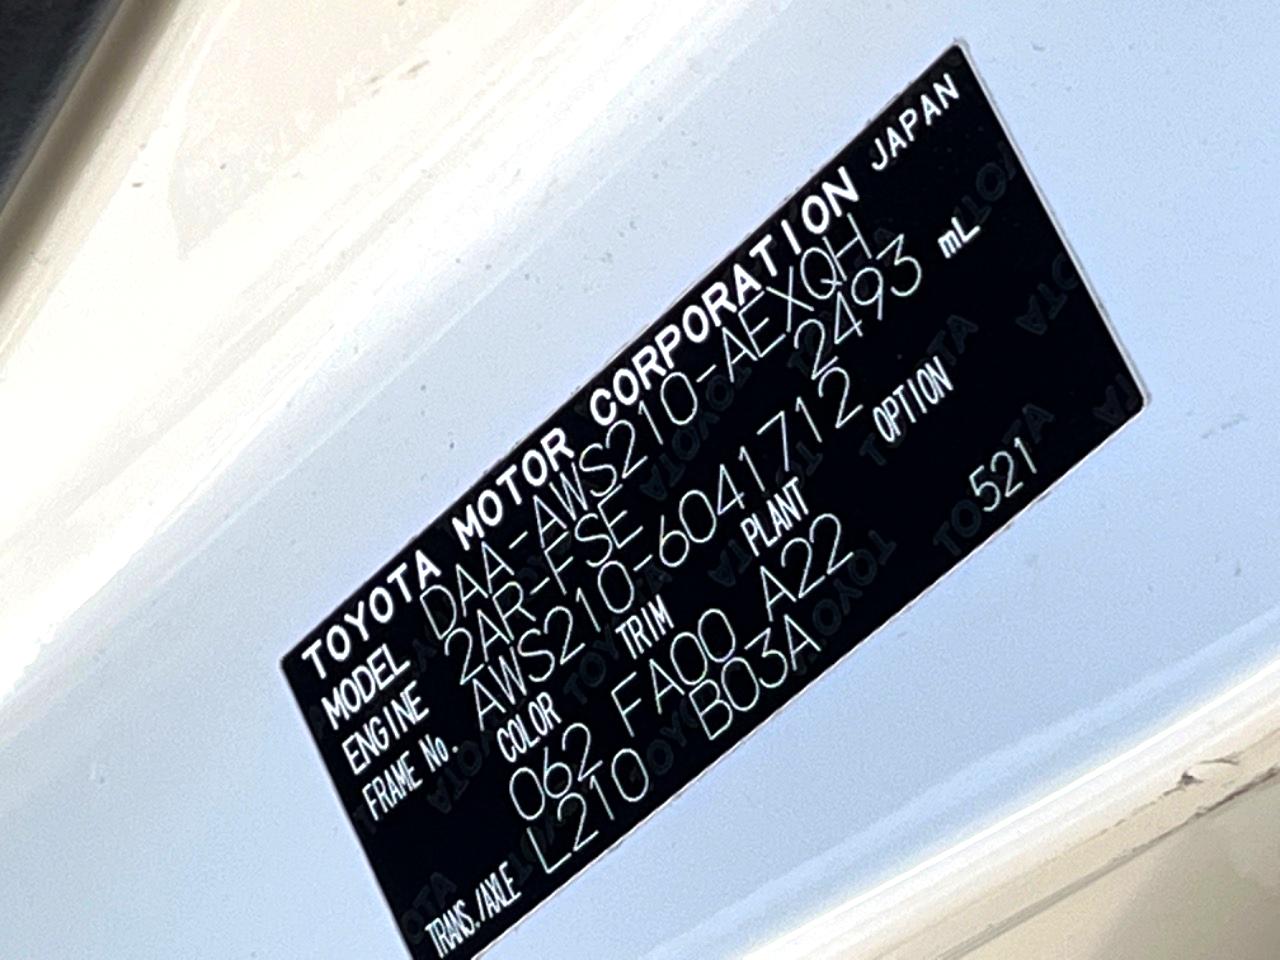 TOYOTA MOTOR CORPORATION JAPAN
MODEL DAA-AWS210-AEXQH
ENGINE 2AR-FSE 2493 mL
FRAME No. AWS210-6041712
COLOR TRIM PLANT OPTION
062 FA00 A22 521
TRANS./AXLE L210 B03A